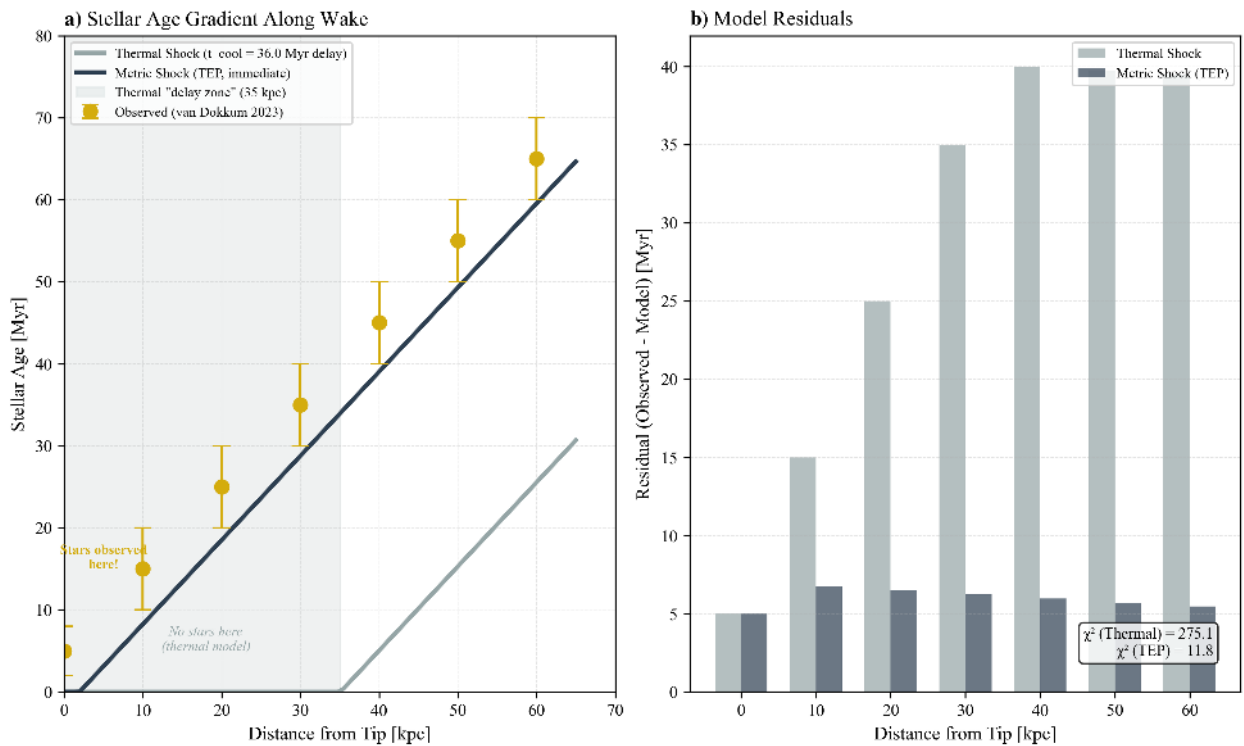 a) Stellar Age Gradient Along Wake
80
70
60
50
40
30
20
10
0
Stellar Age [Myr]
Thermal Shock (t_cool = 36.0 Myr delay)
Metric Shock (TEP, immediate)
Thermal "delay zone" (35 kpc)
Observed (van Dokkum 2023)
Stars observed
here!
No stars here
(thermal model)
0 10 20 30 40 50 60 70
Distance from Tip [kpc]
b) Model Residuals
40
35
30
25
20
15
10
5
0
Residual (Observed - Model) [Myr]
Thermal Shock
Metric Shock (TEP)
χ² (Thermal) = 275.1
χ² (TEP) = 11.8
0 10 20 30 40 50 60
Distance from Tip [kpc]